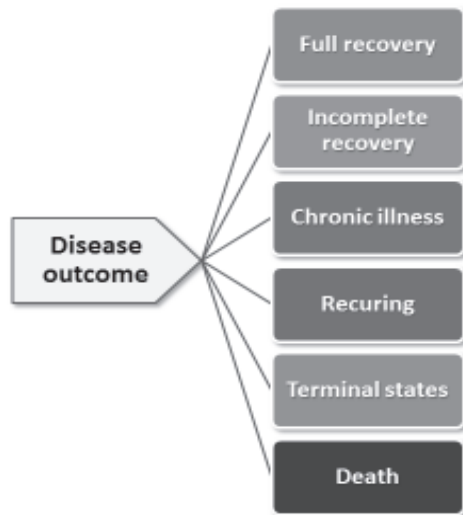 Full recovery
Incomplete
recovery
Chronic illness
Disease
outcome
Recuring
Terminal states
Death